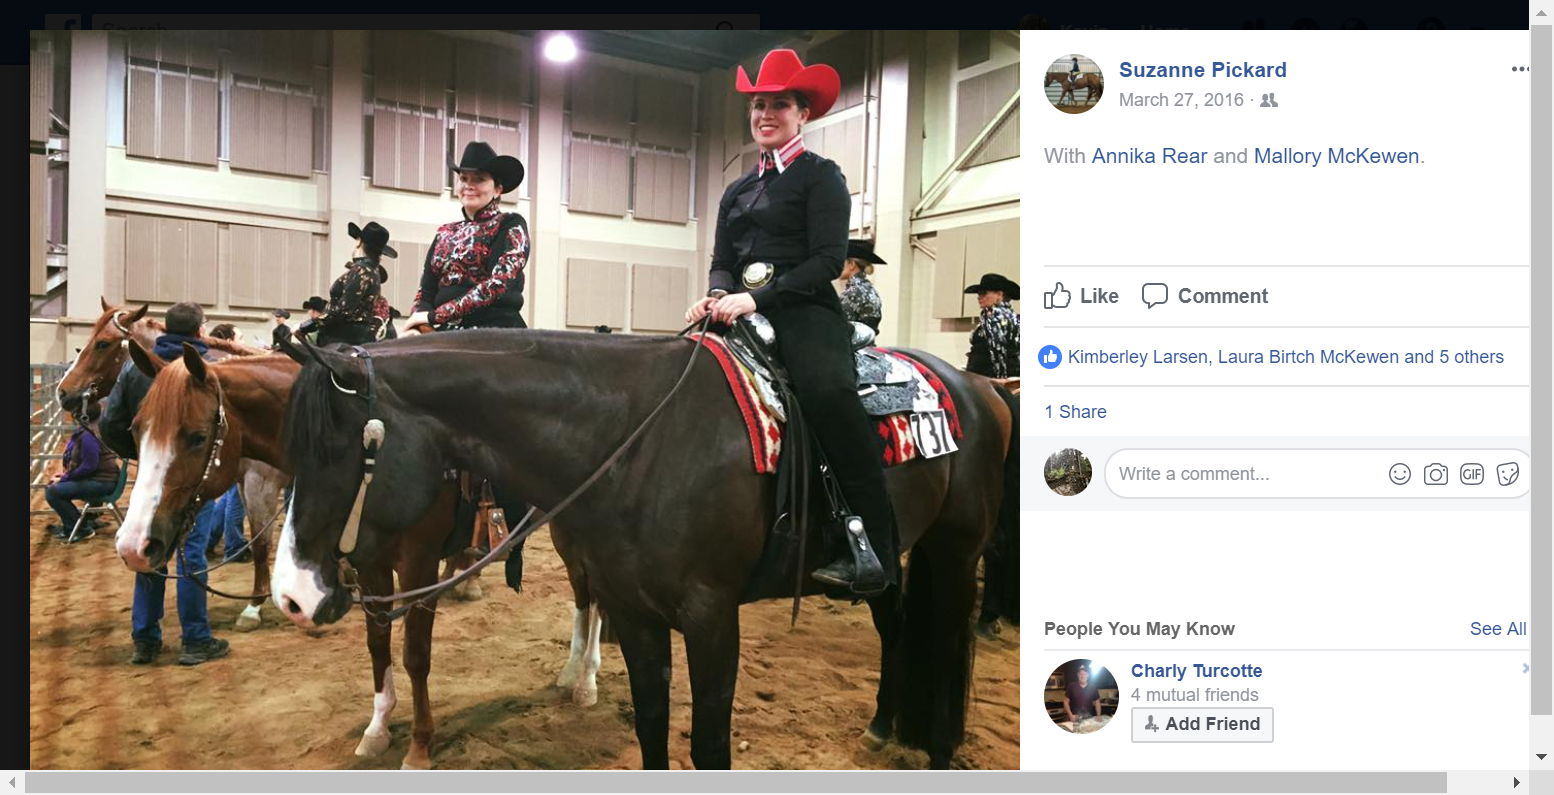 Search
Suzanne Pickard
March 27, 2016 ·
With Annika Rear and Mallory McKewen.
Like Comment
Kimberley Larsen, Laura Birtch McKewen and 5 others
1 Share
Write a comment...
GIF
People You May Know See All
Charly Turcotte
4 mutual friends
Add Friend
737